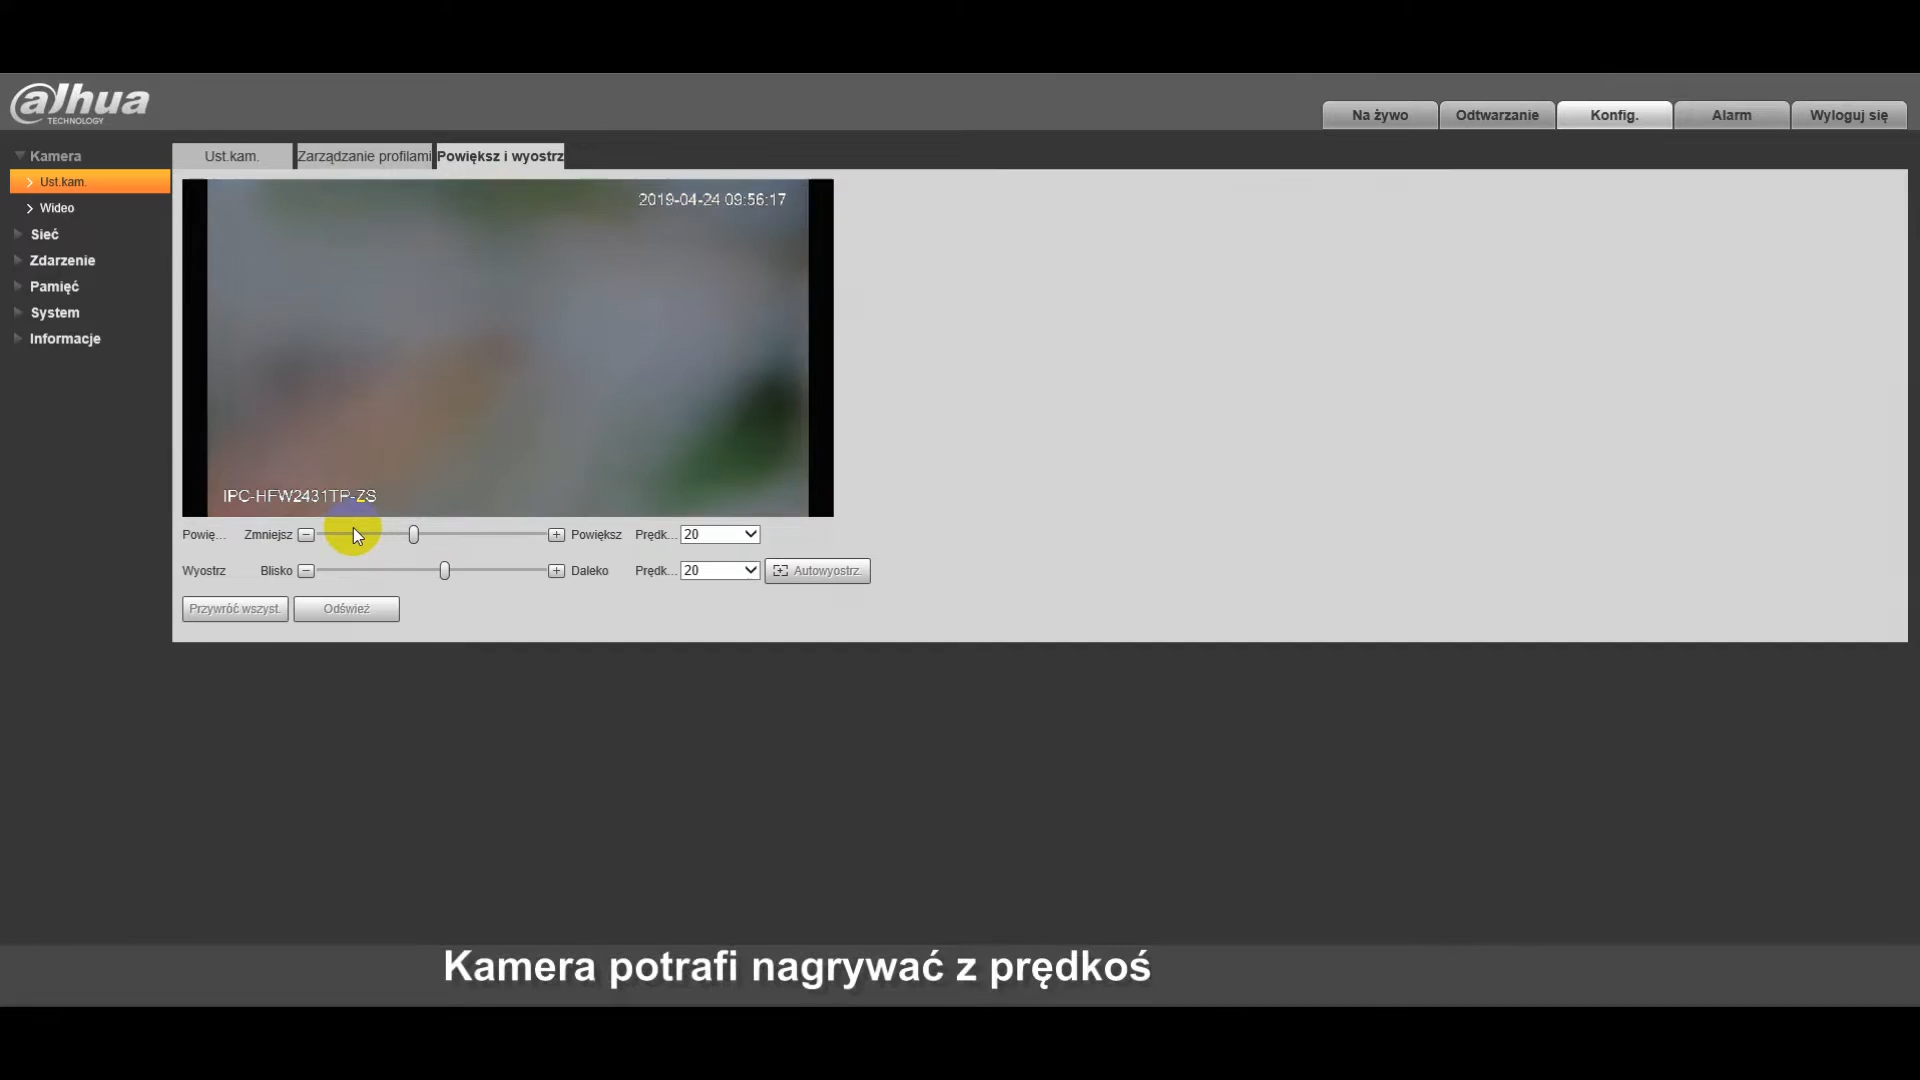 alhua
TECHNOLOGY
Na żywo
Odtwarzanie
Konfig.
Alarm
Wyloguj się
Kamera
Ust.kam.
Wideo
Sieć
Zdarzenie
Pamięć
System
Informacje
Ust.kam.
Zarządzanie profilami
Powiększ i wyostrz
2019-04-24 09:56:17
IPC-HFW2431TP-ZS
Powię... Zmniejsz Powiększ Prędk... 20
Wyostrz Blisko Daleko Prędk... 20 Autowyostrz.
Przywróć wszyst. Odśwież
Kamera potrafi nagrywać z prędkoś